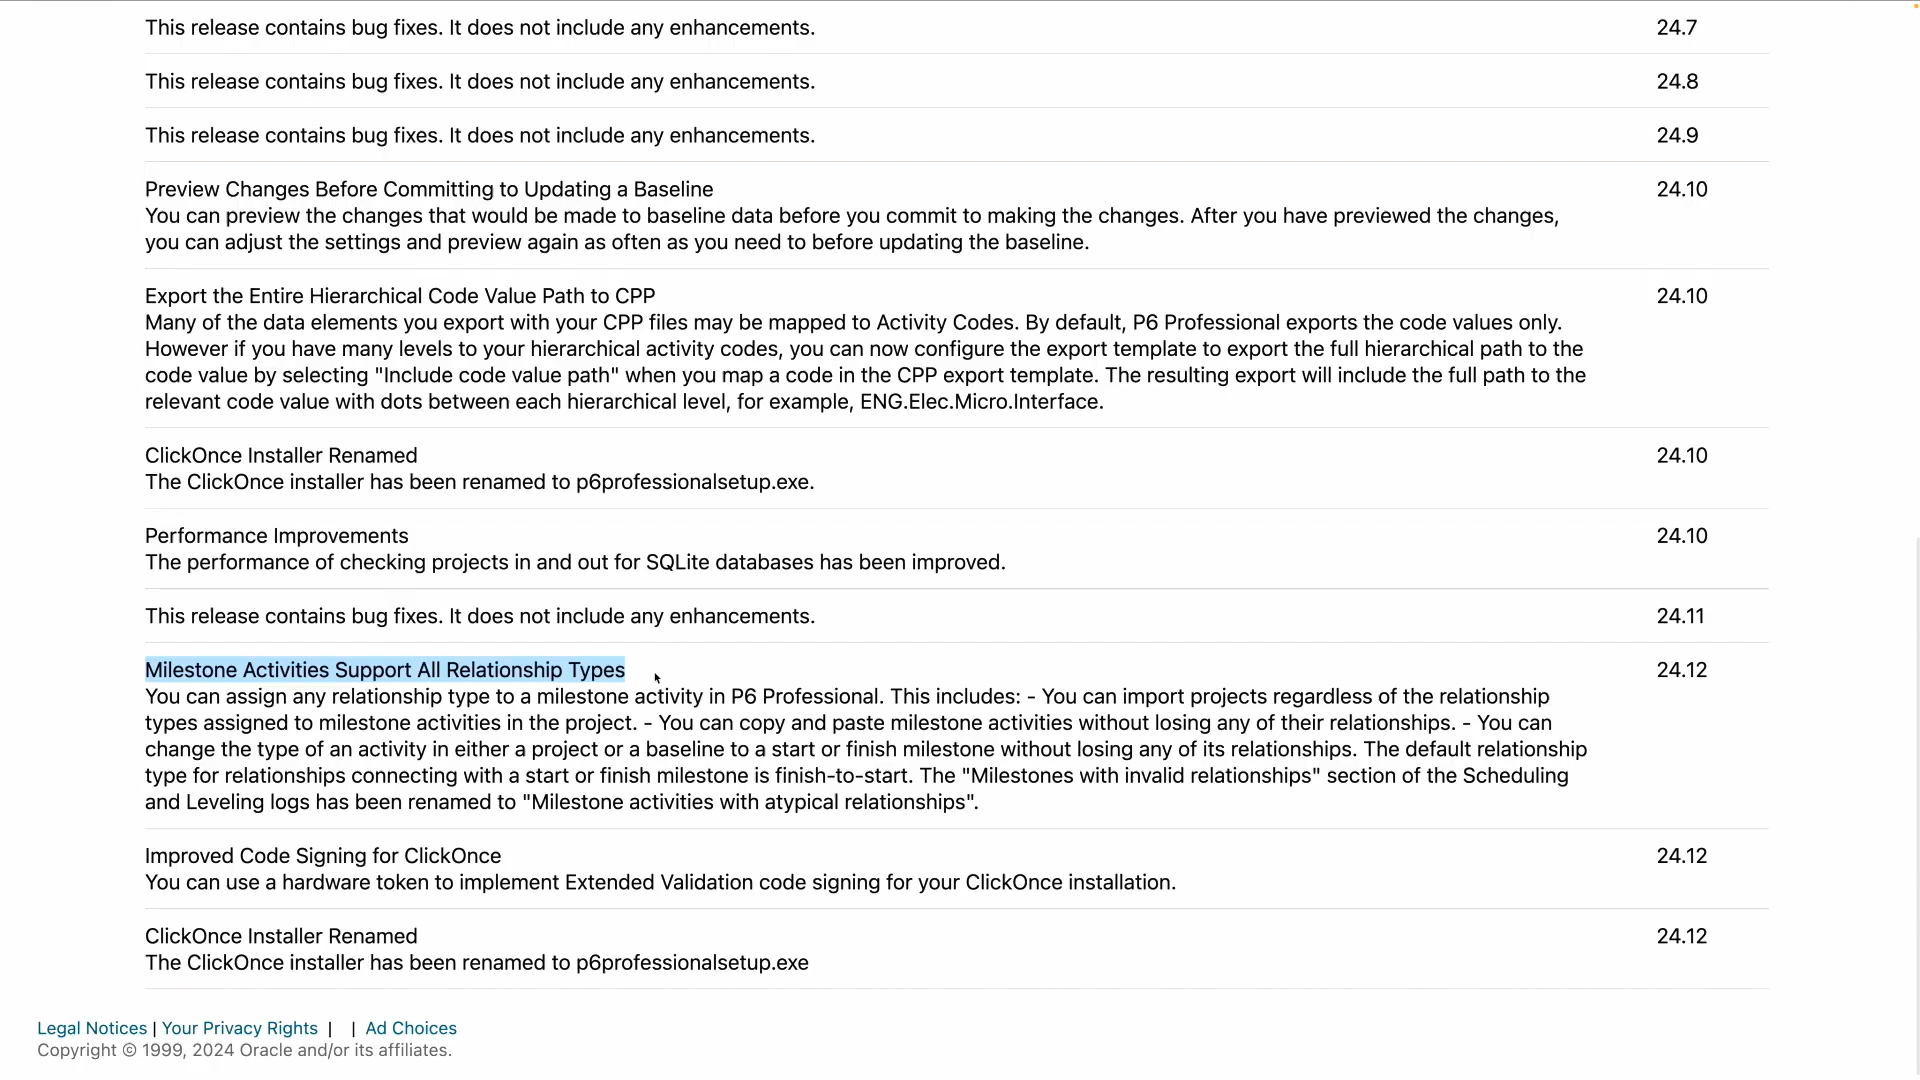 This release contains bug fixes. It does not include any enhancements. 24.7
This release contains bug fixes. It does not include any enhancements. 24.8
This release contains bug fixes. It does not include any enhancements. 24.9
Preview Changes Before Committing to Updating a Baseline 24.10
You can preview the changes that would be made to baseline data before you commit to making the changes. After you have previewed the changes,
you can adjust the settings and preview again as often as you need to before updating the baseline.
Export the Entire Hierarchical Code Value Path to CPP 24.10
Many of the data elements you export with your CPP files may be mapped to Activity Codes. By default, P6 Professional exports the code values only.
However if you have many levels to your hierarchical activity codes, you can now configure the export template to export the full hierarchical path to the
code value by selecting "Include code value path" when you map a code in the CPP export template. The resulting export will include the full path to the
relevant code value with dots between each hierarchical level, for example, ENG.Elec.Micro.Interface.
ClickOnce Installer Renamed 24.10
The ClickOnce installer has been renamed to p6professionalsetup.exe.
Performance Improvements 24.10
The performance of checking projects in and out for SQLite databases has been improved.
This release contains bug fixes. It does not include any enhancements. 24.11
Milestone Activities Support All Relationship Types 24.12
You can assign any relationship type to a milestone activity in P6 Professional. This includes: - You can import projects regardless of the relationship
types assigned to milestone activities in the project. - You can copy and paste milestone activities without losing any of their relationships. - You can
change the type of an activity in either a project or a baseline to a start or finish milestone without losing any of its relationships. The default relationship
type for relationships connecting with a start or finish milestone is finish-to-start. The "Milestones with invalid relationships" section of the Scheduling
and Leveling logs has been renamed to "Milestone activities with atypical relationships".
Improved Code Signing for ClickOnce 24.12
You can use a hardware token to implement Extended Validation code signing for your ClickOnce installation.
ClickOnce Installer Renamed 24.12
The ClickOnce installer has been renamed to p6professionalsetup.exe
Legal Notices | Your Privacy Rights | | Ad Choices
Copyright © 1999, 2024 Oracle and/or its affiliates.